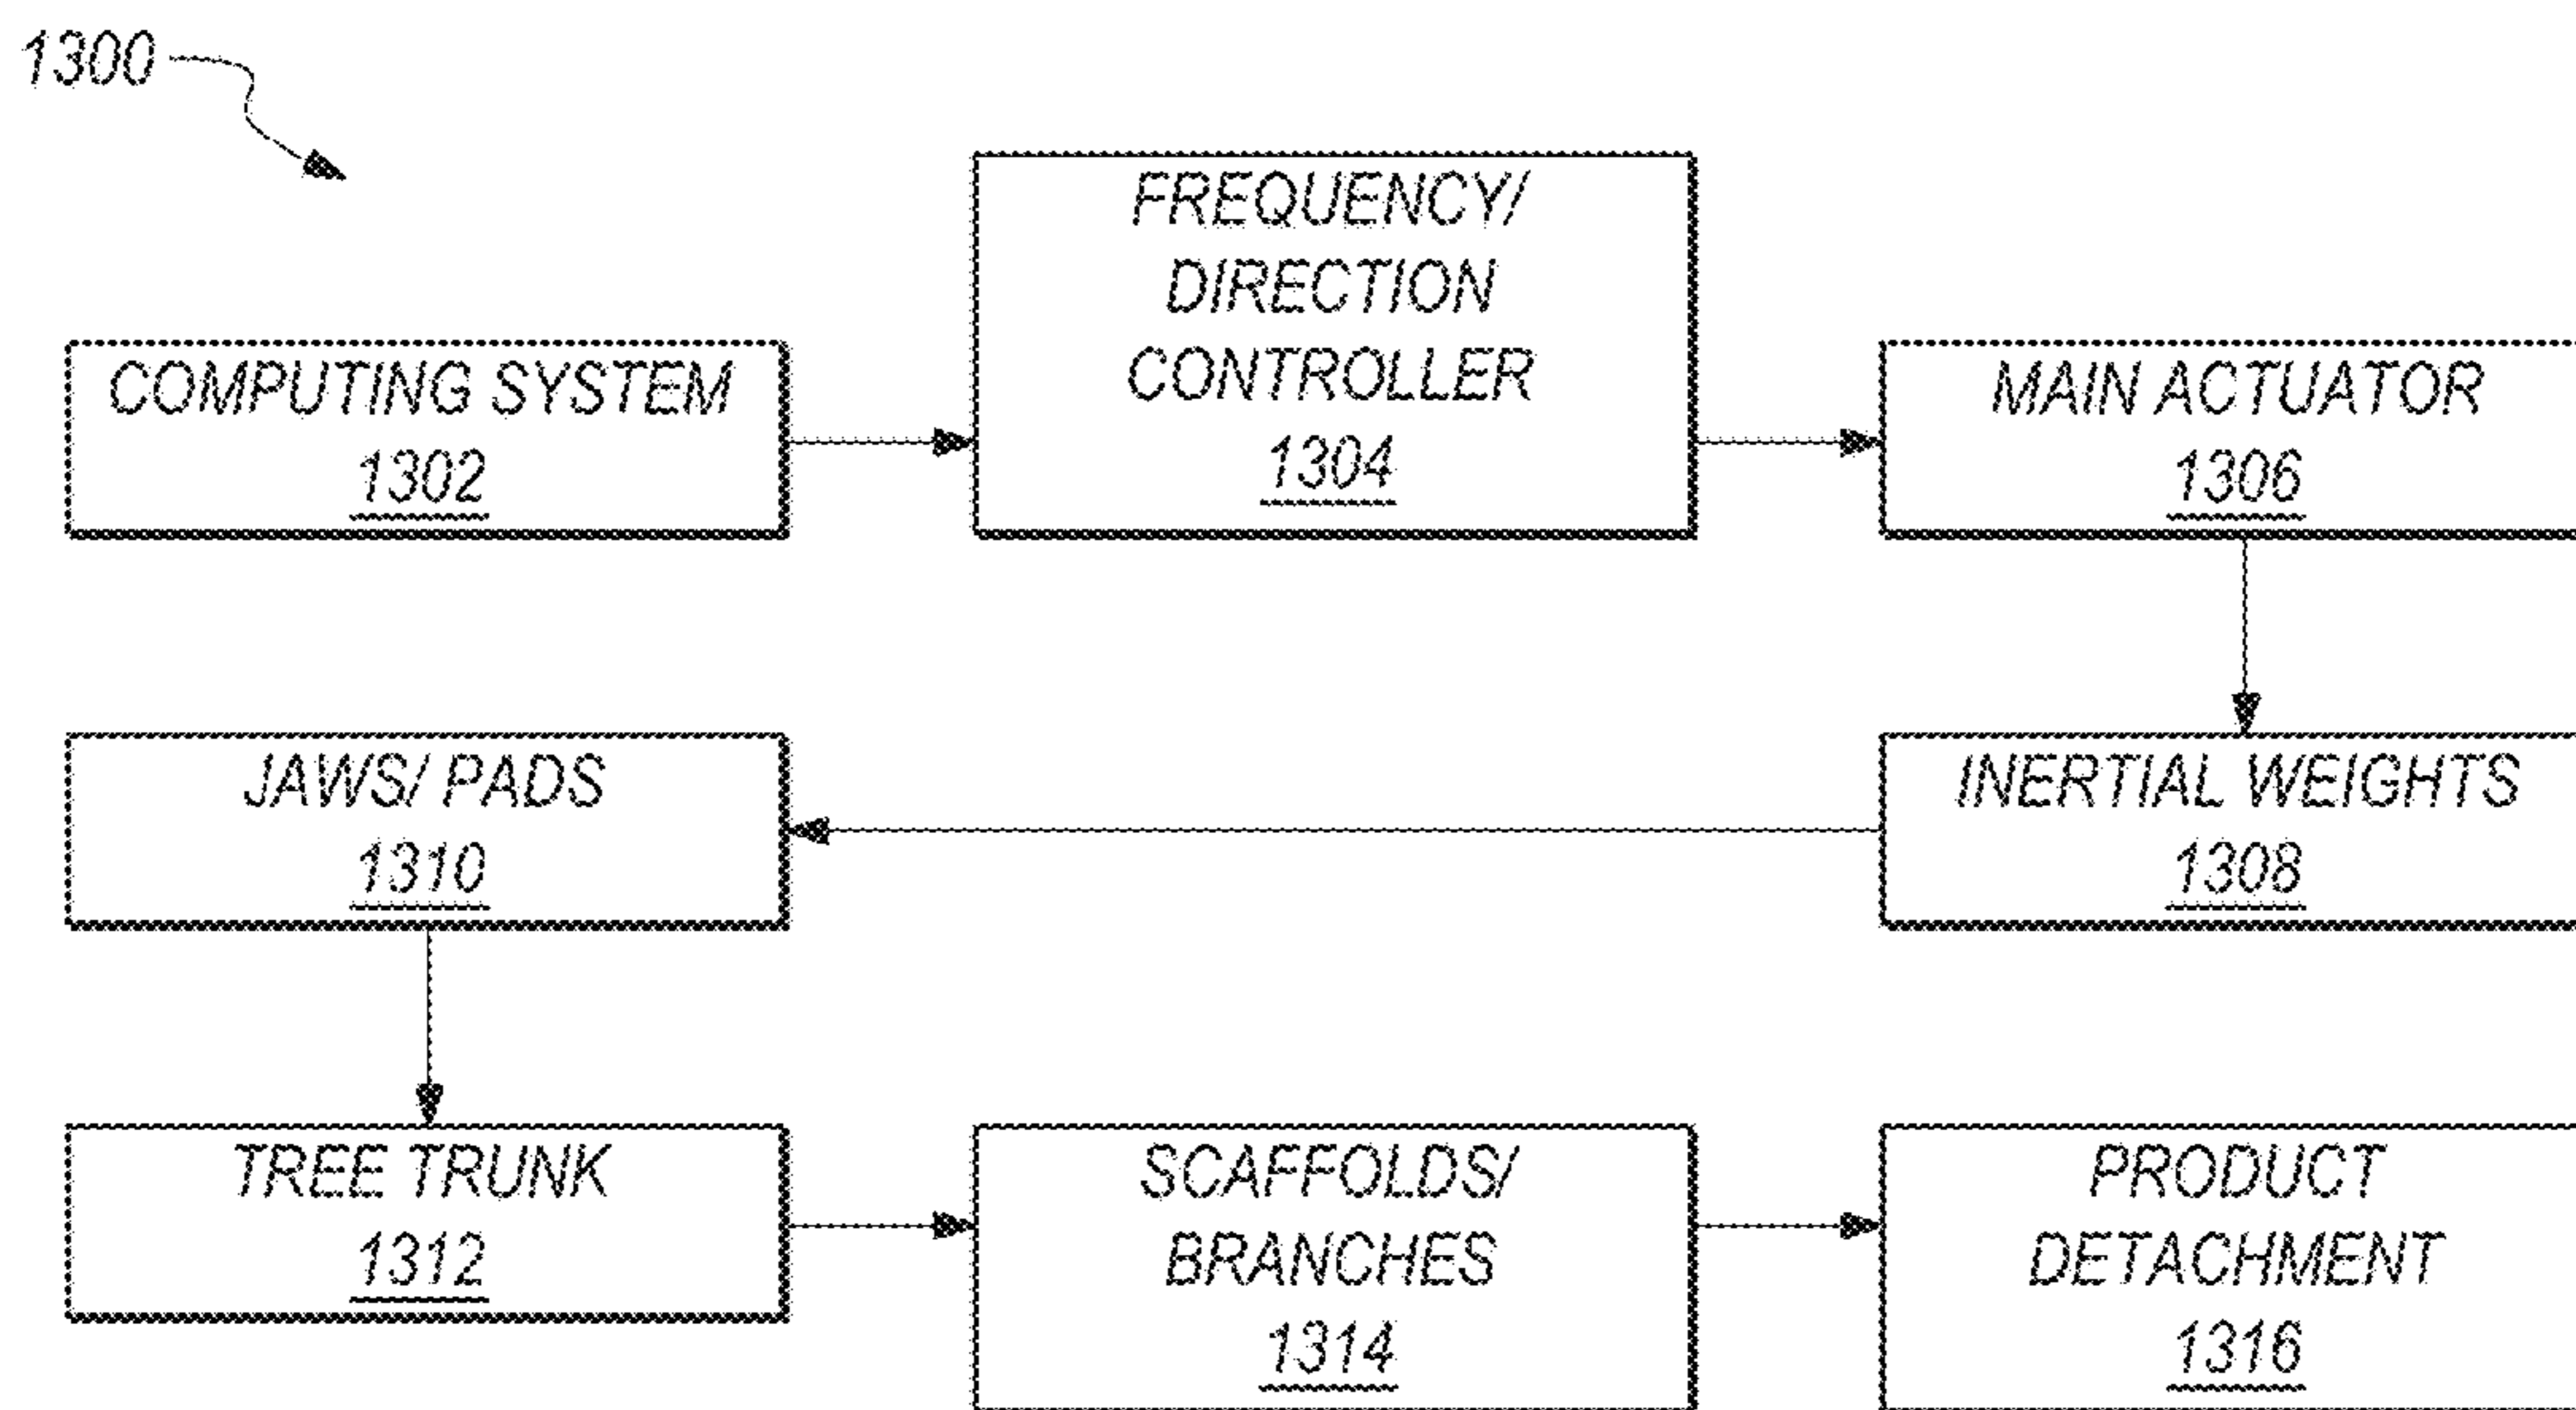 1300
FREQUENCY/
DIRECTION
CONTROLLER
1304
COMPUTING SYSTEM
1302
MAIN ACTUATOR
1306
JAWS/ PADS
1310
INERTIAL WEIGHTS
1308
TREE TRUNK
1312
SCAFFOLDS/
BRANCHES
1314
PRODUCT
DETACHMENT
1316